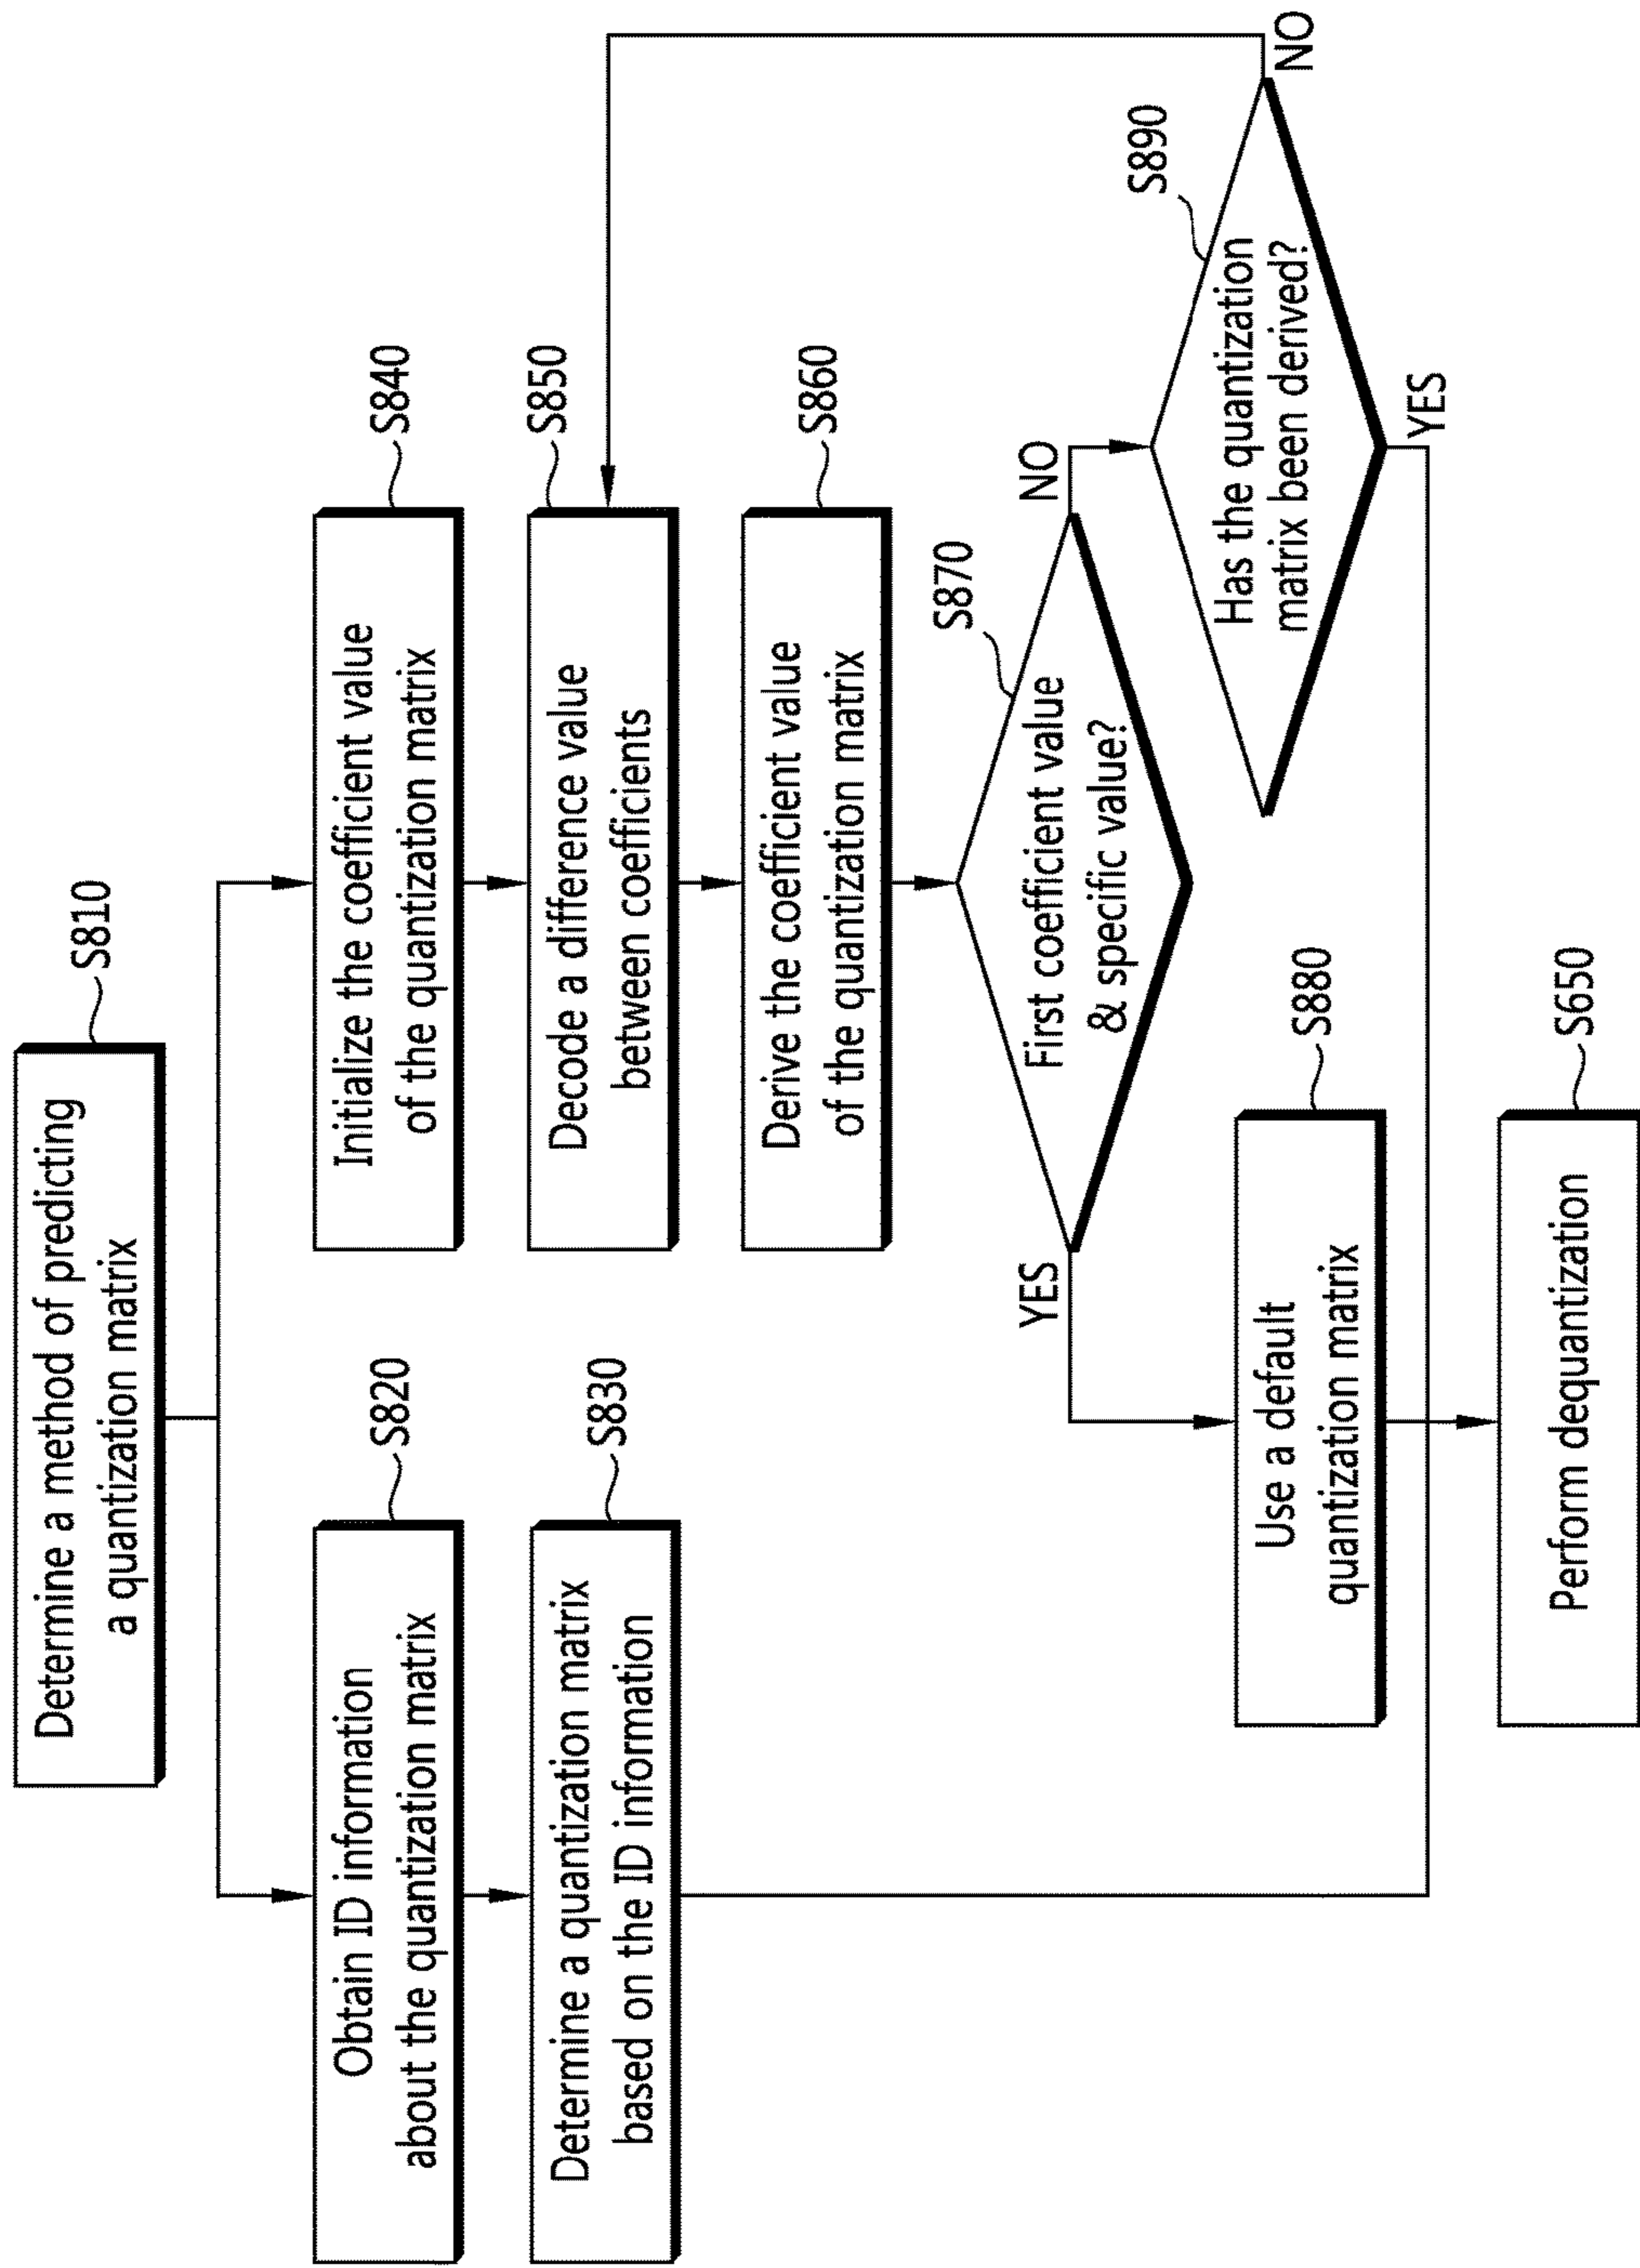 Determine a method of predicting
a quantization matrix
S810
Obtain ID information
about the quantization matrix
S820
Determine a quantization matrix
based on the ID information
S830
Initialize the coefficient value
of the quantization matrix
S840
Decode a difference value
between coefficients
S850
Derive the coefficient value
of the quantization matrix
S860
First coefficient value
& specific value?
S870
YES
NO
Use a default
quantization matrix
S880
Has the quantization
matrix been derived?
S890
NO
YES
Perform dequantization
S650